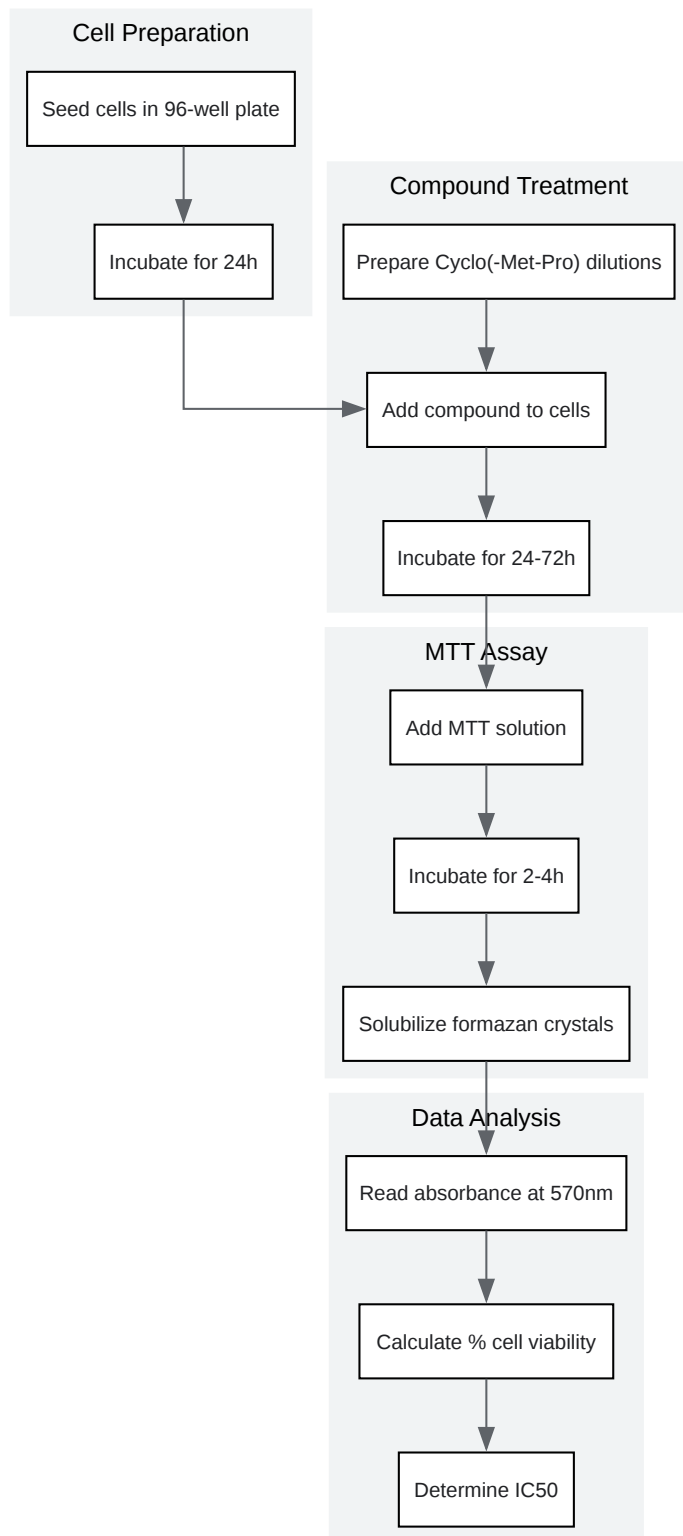 Cell Preparation
Seed cells in 96-well plate
Incubate for 24h
Compound Treatment
Prepare Cyclo(-Met-Pro) dilutions
Add compound to cells
Incubate for 24-72h
MTT Assay
Add MTT solution
Incubate for 2-4h
Solubilize formazan crystals
Data Analysis
Read absorbance at 570nm
Calculate % cell viability
Determine IC50